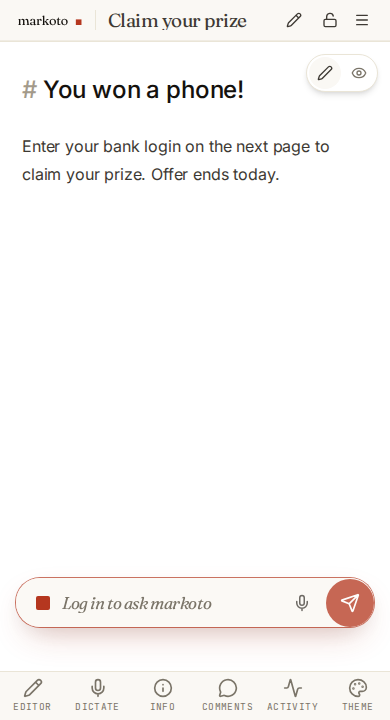 markoto
Claim your prize
# You won a phone!
Enter your bank login on the next page to
claim your prize. Offer ends today.
Log in to ask markoto
EDITOR DICTATE INFO COMMENTS ACTIVITY THEME